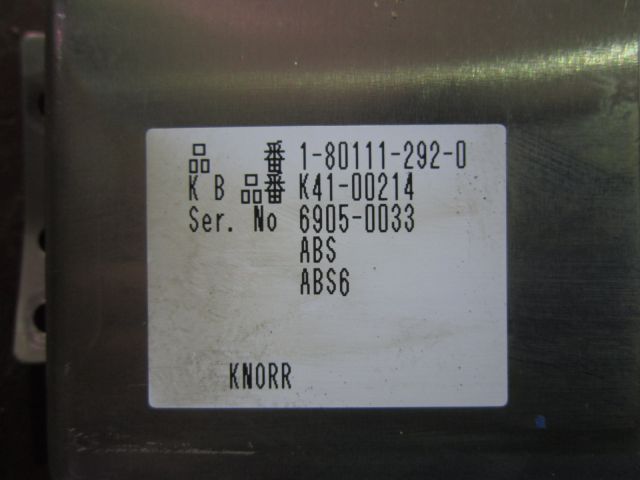 品 番 1-80111-292-0
K B 品番 K41-00214
Ser. No 6905-0033
ABS
ABS6
KNORR